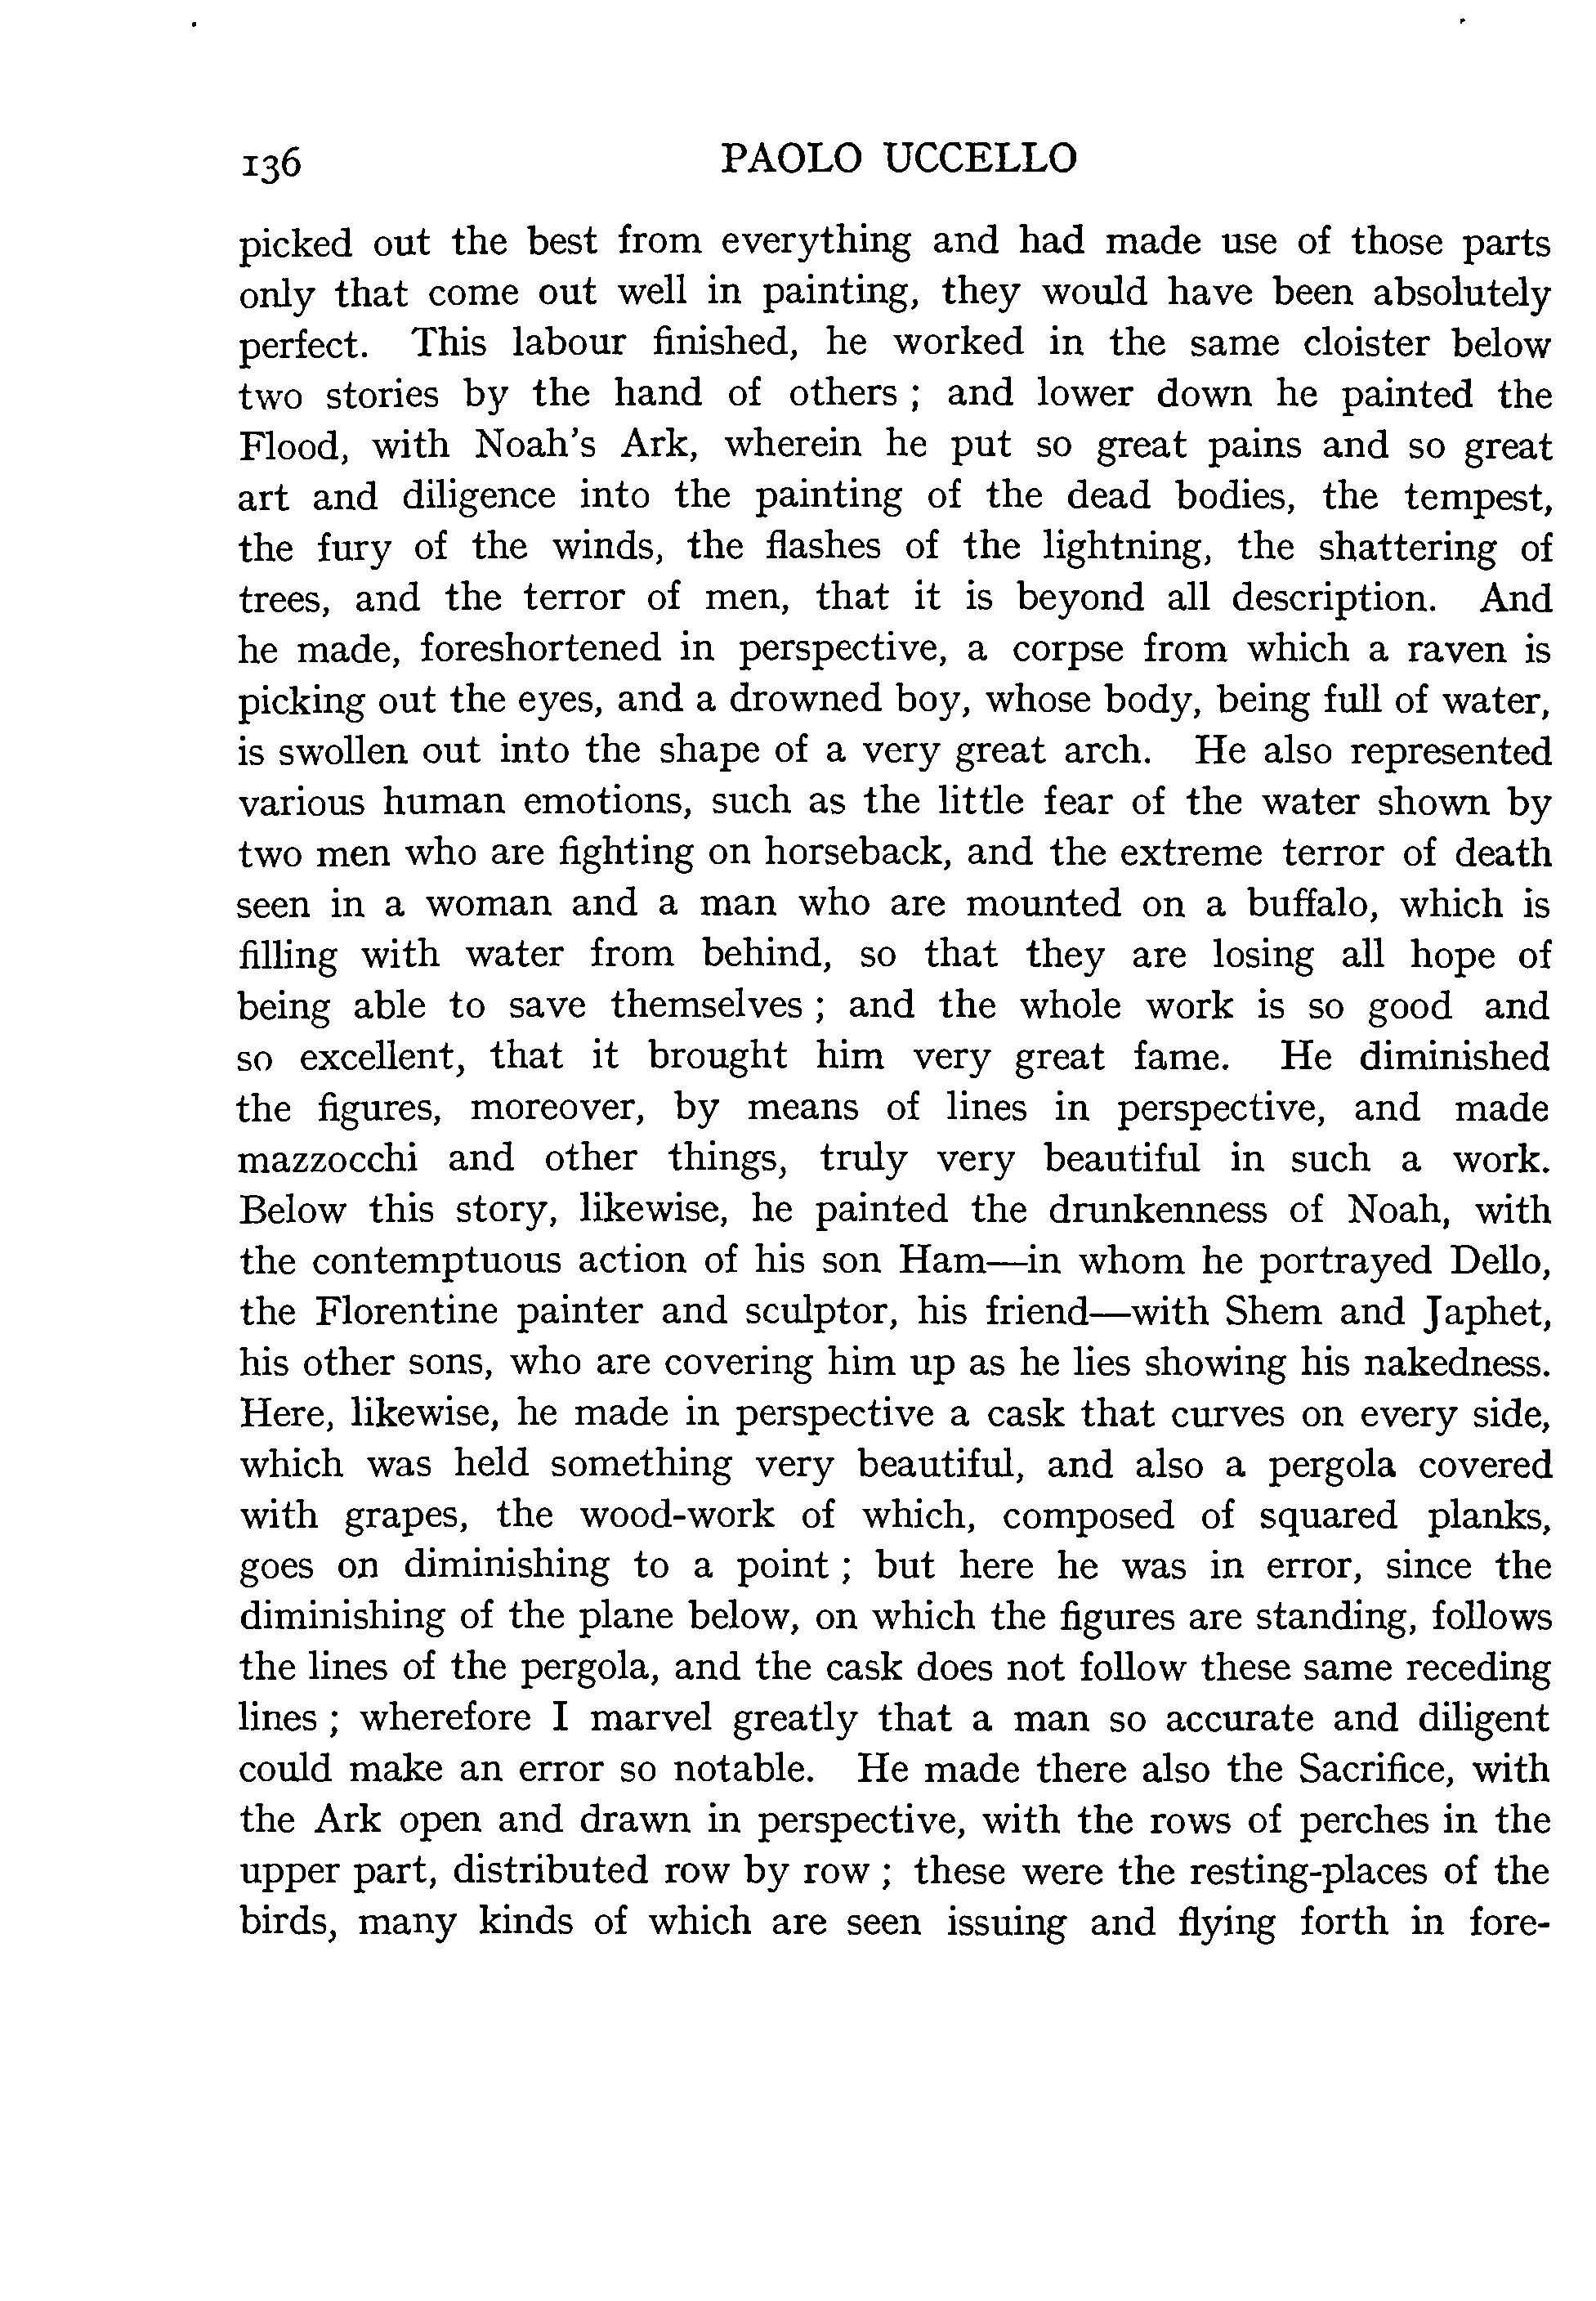 136 PAOLO UCCELLO
picked out the best from everything and had made use of those parts
only that come out well in painting, they would have been absolutely
perfect. This labour finished, he worked in the same cloister below
two stories by the hand of others ; and lower down he painted the
Flood, with Noah's Ark, wherein he put so great pains and so great
art and diligence into the painting of the dead bodies, the tempest,
the fury of the winds, the flashes of the lightning, the shattering of
trees, and the terror of men, that it is beyond all description. And
he made, foreshortened in perspective, a corpse from which a raven is
picking out the eyes, and a drowned boy, whose body, being full of water,
is swollen out into the shape of a very great arch. He also represented
various human emotions, such as the little fear of the water shown by
two men who are fighting on horseback, and the extreme terror of death
seen in a woman and a man who are mounted on a buffalo, which is
filling with water from behind, so that they are losing all hope of
being able to save themselves ; and the whole work is so good and
so excellent, that it brought him very great fame. He diminished
the figures, moreover, by means of lines in perspective, and made
mazzocchi and other things, truly very beautiful in such a work.
Below this story, likewise, he painted the drunkenness of Noah, with
the contemptuous action of his son Ham—in whom he portrayed Dello,
the Florentine painter and sculptor, his friend—with Shem and Japhet,
his other sons, who are covering him up as he lies showing his nakedness.
Here, likewise, he made in perspective a cask that curves on every side,
which was held something very beautiful, and also a pergola covered
with grapes, the wood-work of which, composed of squared planks,
goes on diminishing to a point ; but here he was in error, since the
diminishing of the plane below, on which the figures are standing, follows
the lines of the pergola, and the cask does not follow these same receding
lines ; wherefore I marvel greatly that a man so accurate and diligent
could make an error so notable. He made there also the Sacrifice, with
the Ark open and drawn in perspective, with the rows of perches in the
upper part, distributed row by row ; these were the resting-places of the
birds, many kinds of which are seen issuing and flying forth in fore-